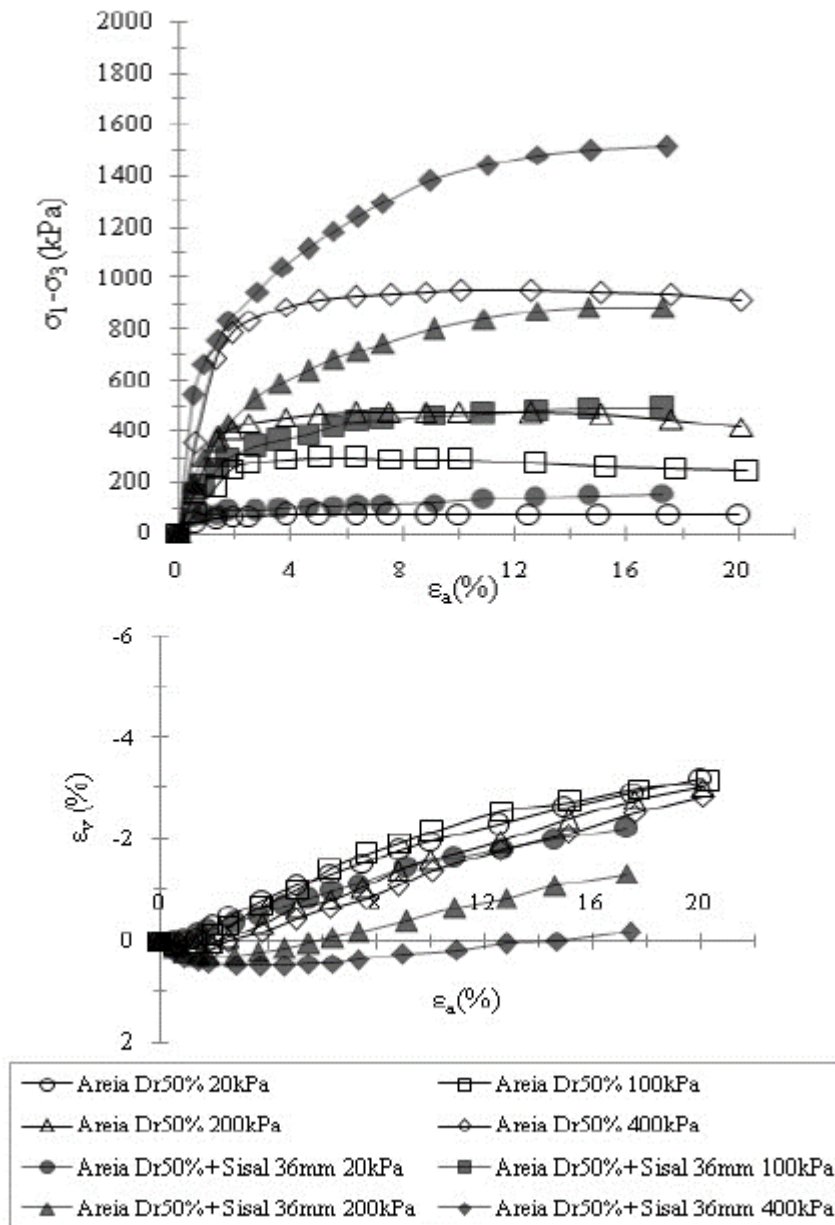 2000
1800
1600
1400
1200
1000
800
600
400
200
0
σ1-σ3 (kPa)
0 4 8 12 16 20
εa(%)
-6
-4
-2
0
2
εv (%)
0 4 8 12 16 20
εa(%)
Areia Dr50% 20kPa
Areia Dr50% 100kPa
Areia Dr50% 200kPa
Areia Dr50% 400kPa
Areia Dr50%+Sisal 36mm 20kPa
Areia Dr50%+Sisal 36mm 100kPa
Areia Dr50%+Sisal 36mm 200kPa
Areia Dr50%+Sisal 36mm 400kPa